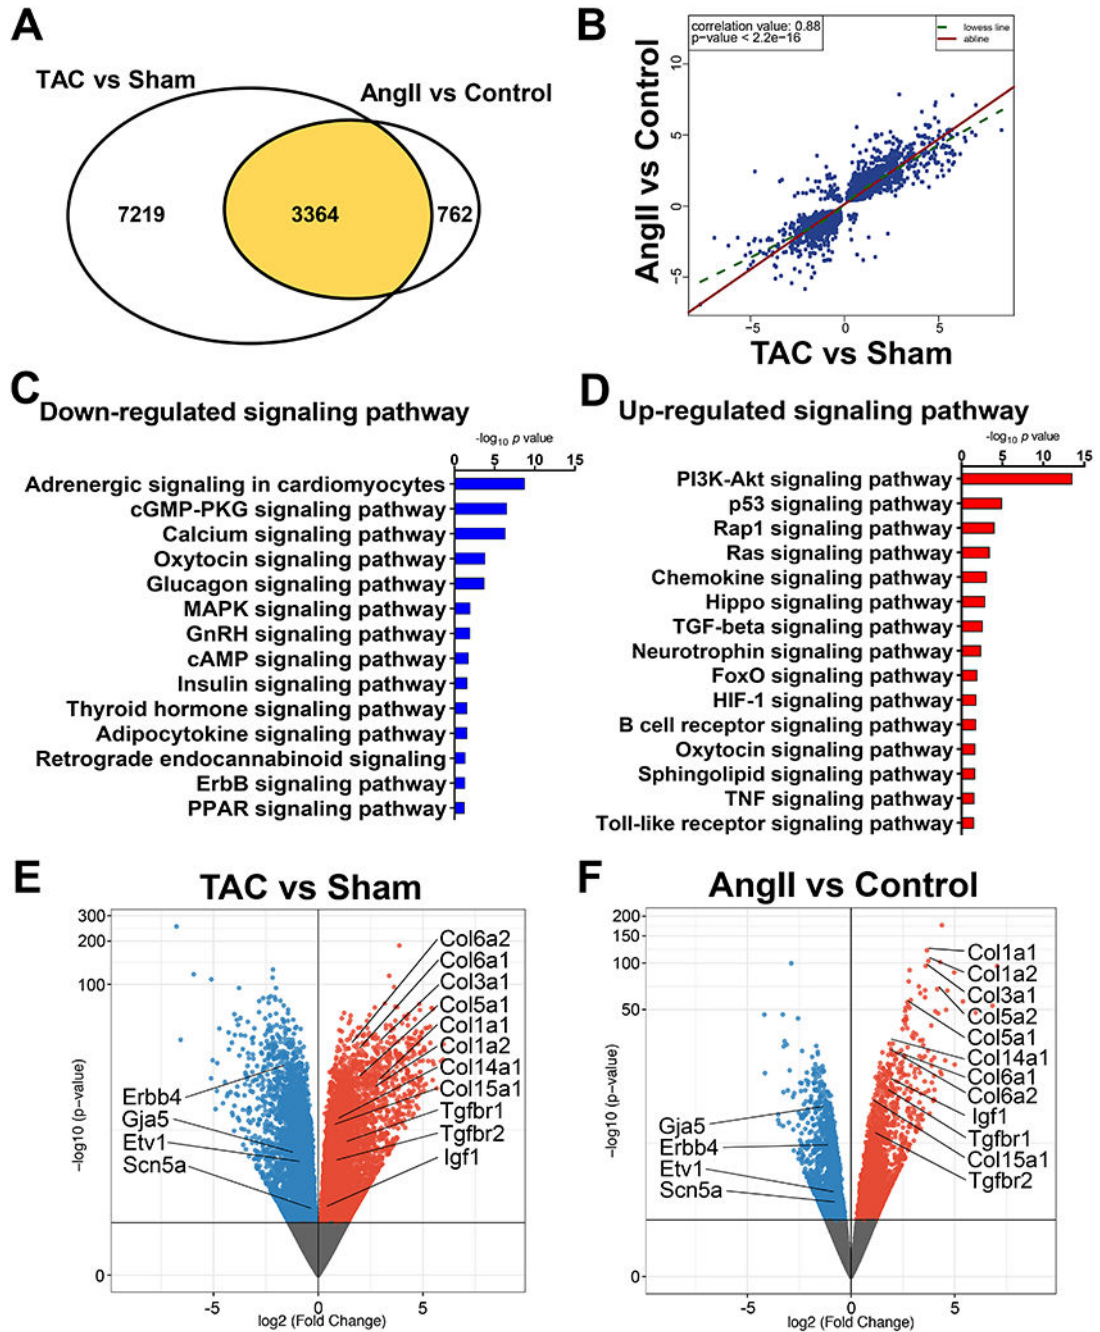 A
TAC vs Sham
AngII vs Control
7219
3364
762
B
correlation value: 0.88
p−value < 2.2e−16
lowess line
abline
AngII vs Control
10
5
0
−5
−5
0
5
TAC vs Sham
C
Down-regulated signaling pathway
-log10 p value
0 5 10 15
Adrenergic signaling in cardiomyocytes
cGMP-PKG signaling pathway
Calcium signaling pathway
Oxytocin signaling pathway
Glucagon signaling pathway
MAPK signaling pathway
GnRH signaling pathway
cAMP signaling pathway
Insulin signaling pathway
Thyroid hormone signaling pathway
Adipocytokine signaling pathway
Retrograde endocannabinoid signaling
ErbB signaling pathway
PPAR signaling pathway
D
Up-regulated signaling pathway
-log10 p value
0 5 10 15
PI3K-Akt signaling pathway
p53 signaling pathway
Rap1 signaling pathway
Ras signaling pathway
Chemokine signaling pathway
Hippo signaling pathway
TGF-beta signaling pathway
Neurotrophin signaling pathway
FoxO signaling pathway
HIF-1 signaling pathway
B cell receptor signaling pathway
Oxytocin signaling pathway
Sphingolipid signaling pathway
TNF signaling pathway
Toll-like receptor signaling pathway
E
TAC vs Sham
300
200
100
0
−log10 (p−value)
Col6a2
Col6a1
Col3a1
Col5a1
Col1a1
Col1a2
Col14a1
Col15a1
Tgfbr1
Tgfbr2
Igf1
Erbb4
Gja5
Etv1
Scn5a
-5
0
5
log2 (Fold Change)
F
AngII vs Control
200
150
100
50
0
−log10 (p−value)
Col1a1
Col1a2
Col3a1
Col5a2
Col5a1
Col14a1
Col6a1
Col6a2
Igf1
Tgfbr1
Col15a1
Tgfbr2
Gja5
Erbb4
Etv1
Scn5a
-5
0
5
log2 (Fold Change)